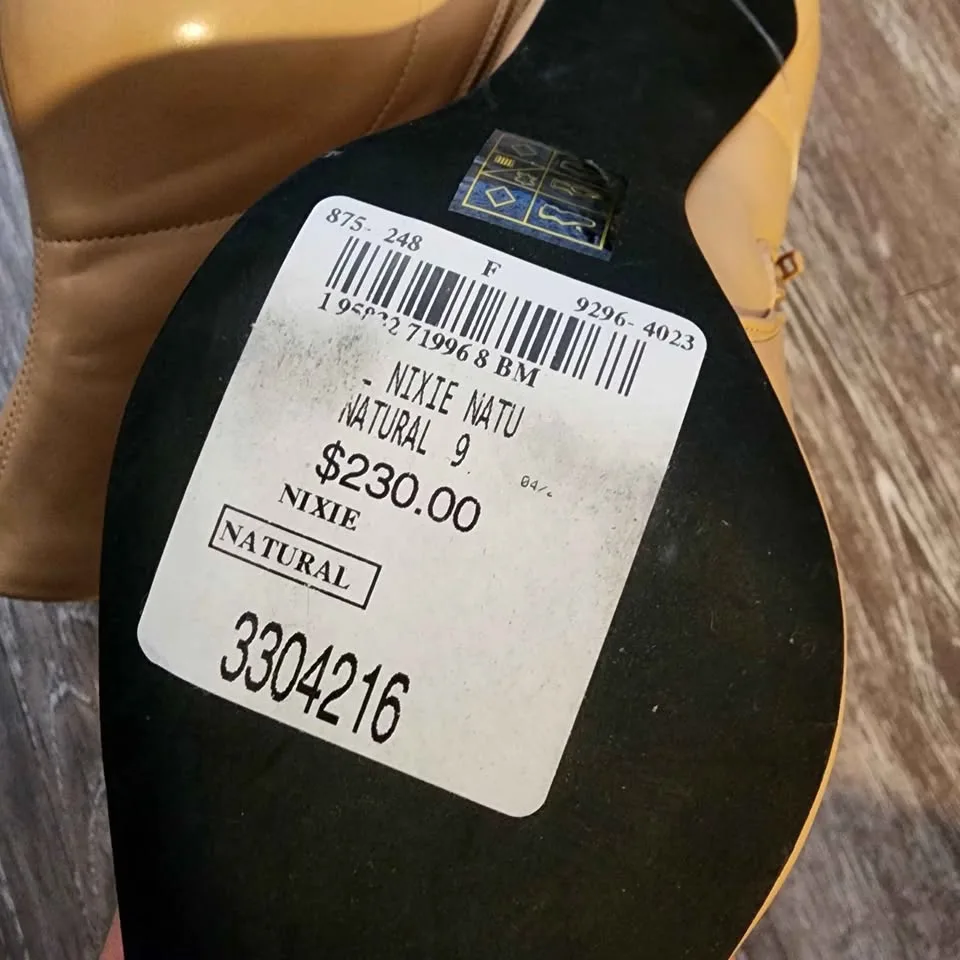 875- 248
F
9296- 4023
71996 8 BM
- NIXIE NATU
NATURAL 9
$230.00
NIXIE
NATURAL
3304216